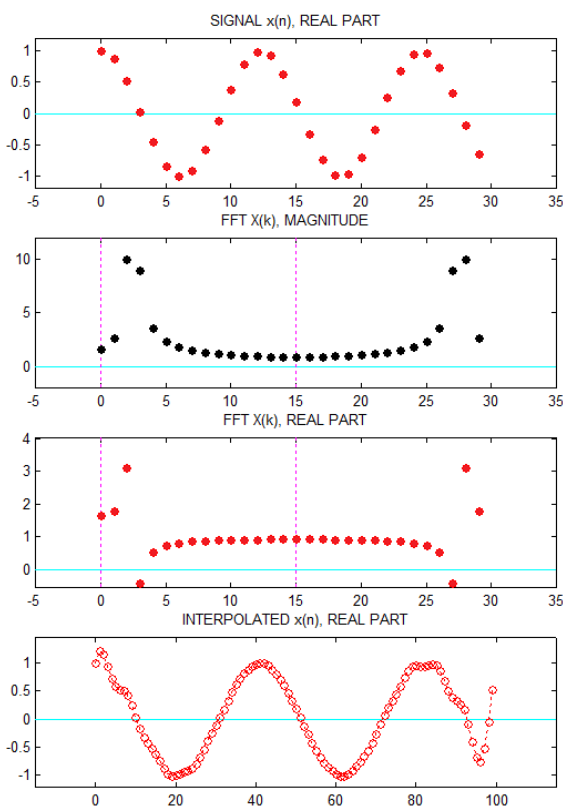 SIGNAL x(n), REAL PART
1
0.5
0
-0.5
-1
-5 0 5 10 15 20 25 30 35
FFT X(k), MAGNITUDE
10
5
0
-5 0 5 10 15 20 25 30 35
FFT X(k), REAL PART
4
3
2
1
0
-5 0 5 10 15 20 25 30 35
INTERPOLATED x(n), REAL PART
1
0.5
0
-0.5
-1
0 20 40 60 80 100